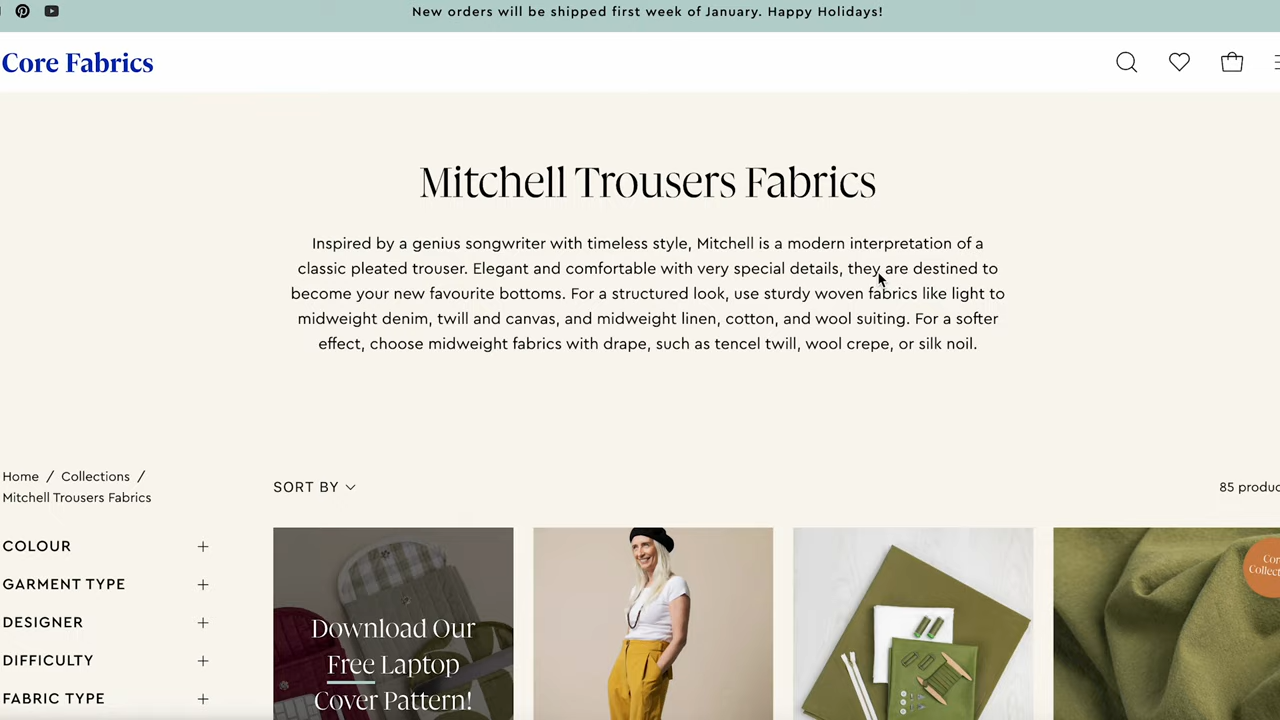 New orders will be shipped first week of January. Happy Holidays!
Core Fabrics
Mitchell Trousers Fabrics
Inspired by a genius songwriter with timeless style, Mitchell is a modern interpretation of a
classic pleated trouser. Elegant and comfortable with very special details, they are destined to
become your new favourite bottoms. For a structured look, use sturdy woven fabrics like light to
midweight denim, twill and canvas, and midweight linen, cotton, and wool suiting. For a softer
effect, choose midweight fabrics with drape, such as tencel twill, wool crepe, or silk noil.
Home / Collections /
Mitchell Trousers Fabrics
SORT BY
85 produc
COLOUR +
GARMENT TYPE +
DESIGNER +
DIFFICULTY +
FABRIC TYPE +
Download Our
Free Laptop
Cover Pattern!